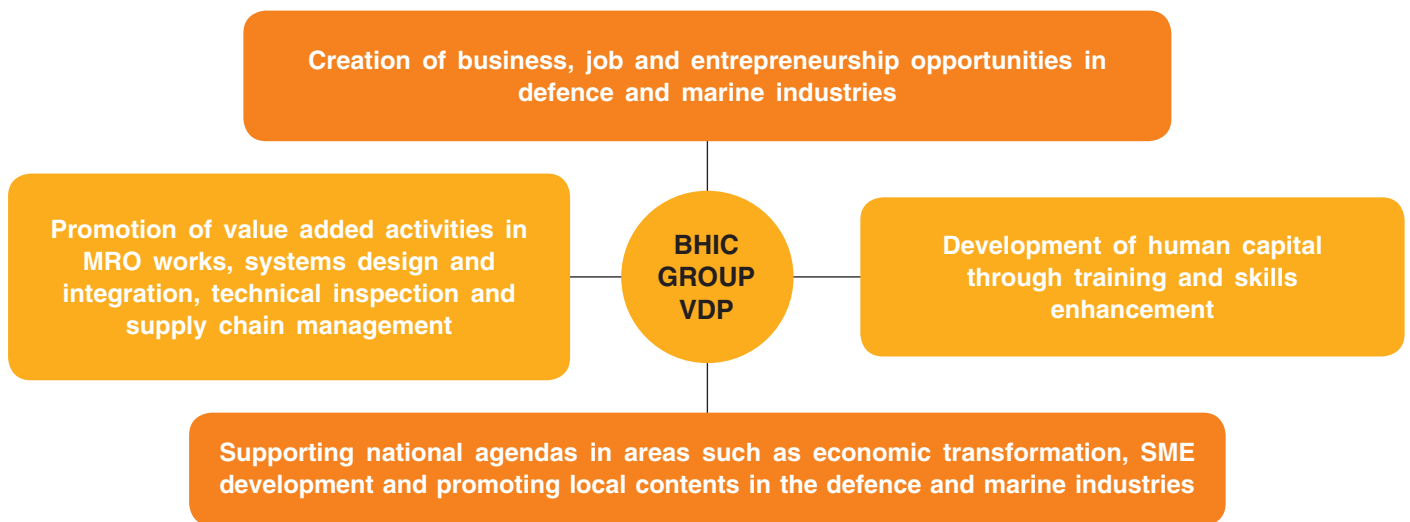 Creation of business, job and entrepreneurship opportunities in
defence and marine industries
Promotion of value added activities in
MRO works, systems design and
integration, technical inspection and
supply chain management
BHIC
GROUP
VDP
Development of human capital
through training and skills
enhancement
Supporting national agendas in areas such as economic transformation, SME
development and promoting local contents in the defence and marine industries